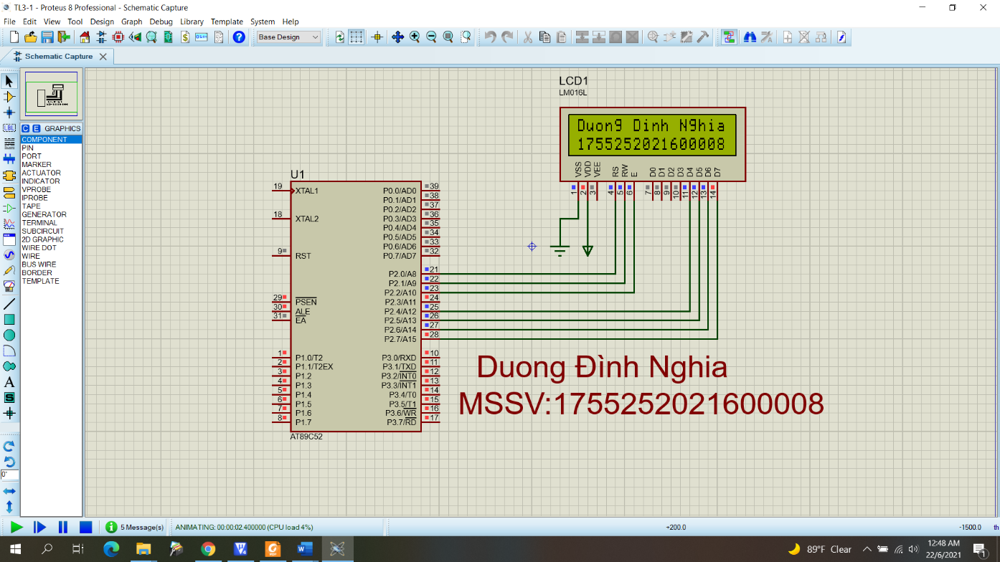 TL3-1 - Proteus 8 Professional - Schematic Capture
File Edit View Tool Design Graph Debug Library Template System Help
Base Design
Schematic Capture
GRAPHICS
COMPONENT
PIN
PORT
MARKER
ACTUATOR
INDICATOR
VPROBE
IPROBE
TAPE
GENERATOR
TERMINAL
SUBCIRCUIT
2D GRAPHIC
WIRE DOT
WIRE
BUS WIRE
BORDER
TEMPLATE
LBL
A
S
0°
LCD1
LM016L
Duong Dinh Nghia
1755252021600008
VSS VDD VEE RS RW E D0 D1 D2 D3 D4 D5 D6 D7
1 2 3 4 5 6 7 8 9 10 11 12 13 14
U1
19 XTAL1
18 XTAL2
9 RST
29 PSEN
30 ALE
31 EA
1 P1.0/T2
2 P1.1/T2EX
3 P1.2
4 P1.3
5 P1.4
6 P1.5
7 P1.6
8 P1.7
P0.0/AD0 39
P0.1/AD1 38
P0.2/AD2 37
P0.3/AD3 36
P0.4/AD4 35
P0.5/AD5 34
P0.6/AD6 33
P0.7/AD7 32
P2.0/A8 21
P2.1/A9 22
P2.2/A10 23
P2.3/A11 24
P2.4/A12 25
P2.5/A13 26
P2.6/A14 27
P2.7/A15 28
P3.0/RXD 10
P3.1/TXD 11
P3.2/INT0 12
P3.3/INT1 13
P3.4/T0 14
P3.5/T1 15
P3.6/WR 16
P3.7/RD 17
AT89C52
Duong Đình Nghia
MSSV:1755252021600008
5 Message(s)
ANIMATING: 00:00:02.400000 (CPU load 4%)
+200.0
-1500.0
th
89°F Clear
12:48 AM
22/6/2021
1